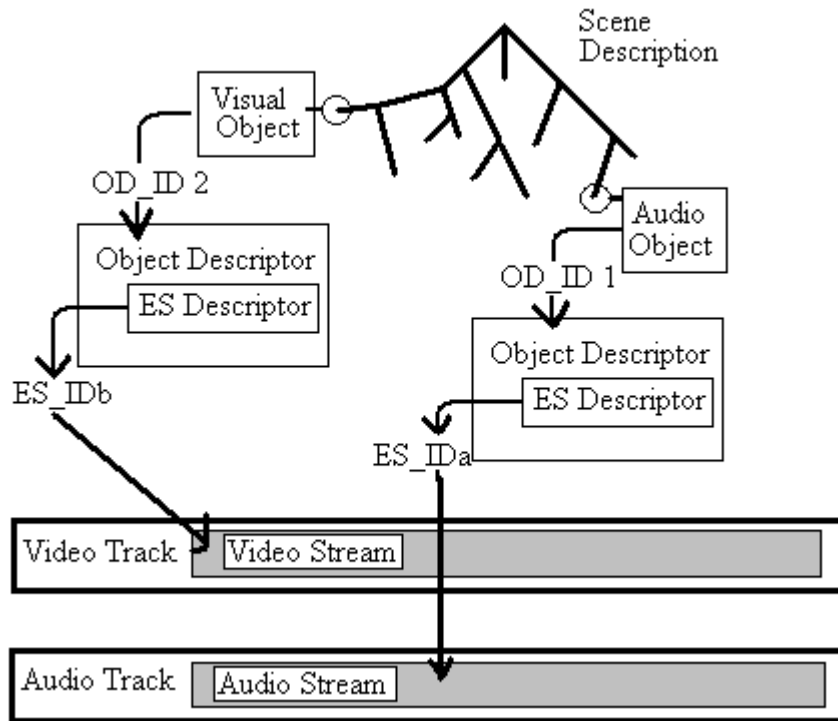 Scene
Description
Visual
Object
OD_ID 2
Audio
Object
Object Descriptor
ES Descriptor
OD_ID 1
Object Descriptor
ES Descriptor
ES_IDb
ES_IDa
Video Track
Video Stream
Audio Track
Audio Stream